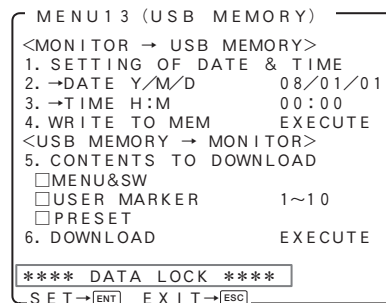 MENU13 (USB MEMORY)
<MONITOR → USB MEMORY>
1. SETTING OF DATE & TIME
2. →DATE Y/M/D 08/01/01
3. →TIME H:M 00:00
4. WRITE TO MEM EXECUTE
<USB MEMORY → MONITOR>
5. CONTENTS TO DOWNLOAD
□MENU&SW
□USER MARKER 1~10
□PRESET
6. DOWNLOAD EXECUTE
**** DATA LOCK ****
SET→ENT EXIT→ESC